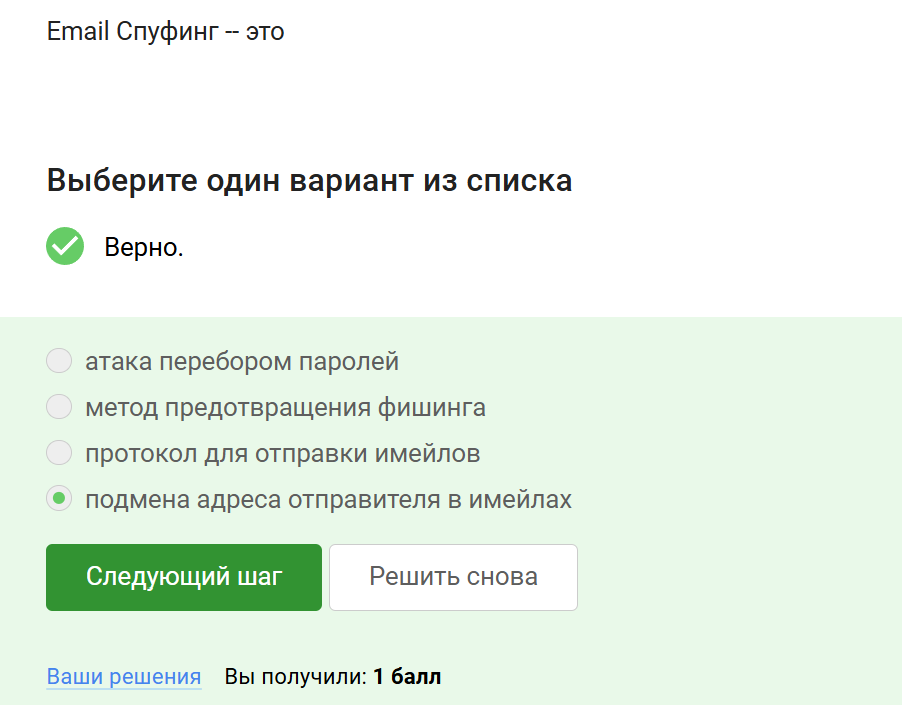 Email Спуфинг -- это
Выберите один вариант из списка
Верно.
атака перебором паролей
метод предотвращения фишинга
протокол для отправки имейлов
подмена адреса отправителя в имейлах
Следующий шаг
Решить снова
Ваши решения
Вы получили: 1 балл